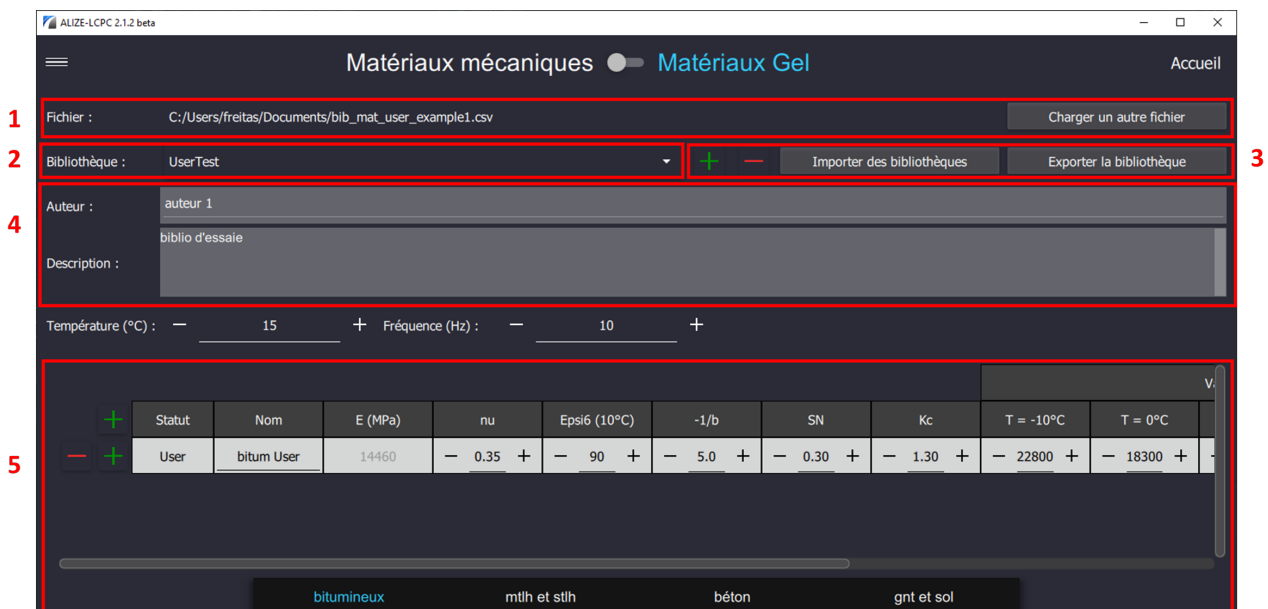 ALIZE-LCPC 2.1.2 beta
Matériaux mécaniques Matériaux Gel Accueil
1 Fichier : C:/Users/freitas/Documents/bib_mat_user_example1.csv Charger un autre fichier
2 Bibliothèque : UserTest + − Importer des bibliothèques Exporter la bibliothèque 3
4 Auteur : auteur 1
Description : biblio d'essaie
Température (°C) : − 15 + Fréquence (Hz) : − 10 +
+ Statut Nom E (MPa) nu Epsi6 (10°C) -1/b SN Kc T = -10°C T = 0°C
5 − + User bitum User 14460 − 0.35 + − 90 + − 5.0 + − 0.30 + − 1.30 + − 22800 + − 18300 + −
bitumineux mtlh et stlh béton gnt et sol